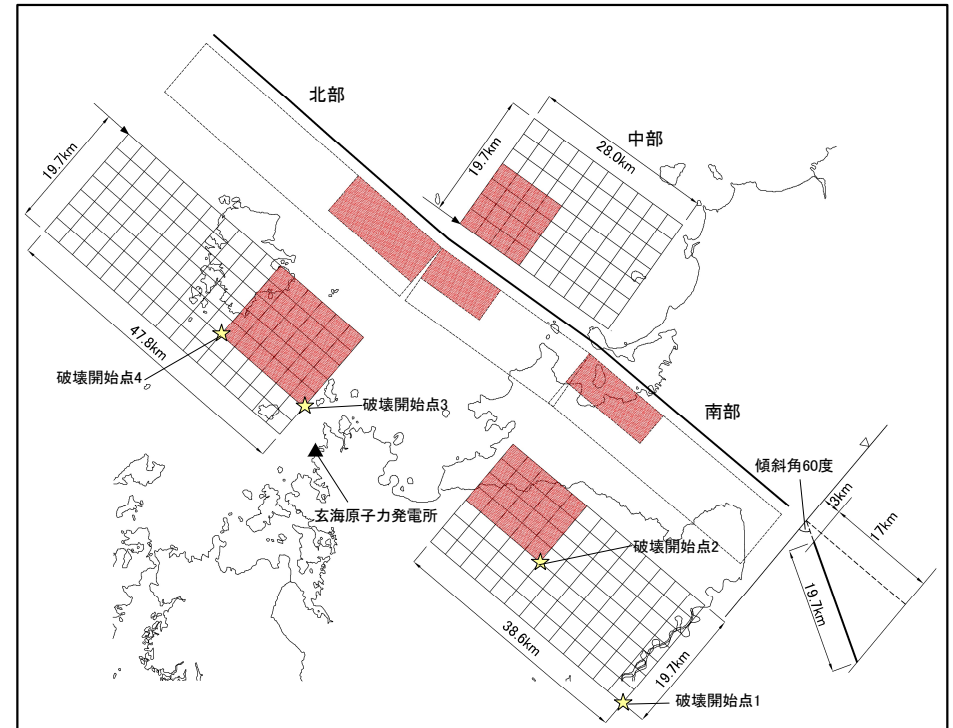 北部
中部
19.7km
28.0km
19.7km
47.8km
破壊開始点4
破壊開始点3
南部
傾斜角60度
玄海原子力発電所
3km
17km
破壊開始点2
19.7km
38.6km
19.7km
破壊開始点1